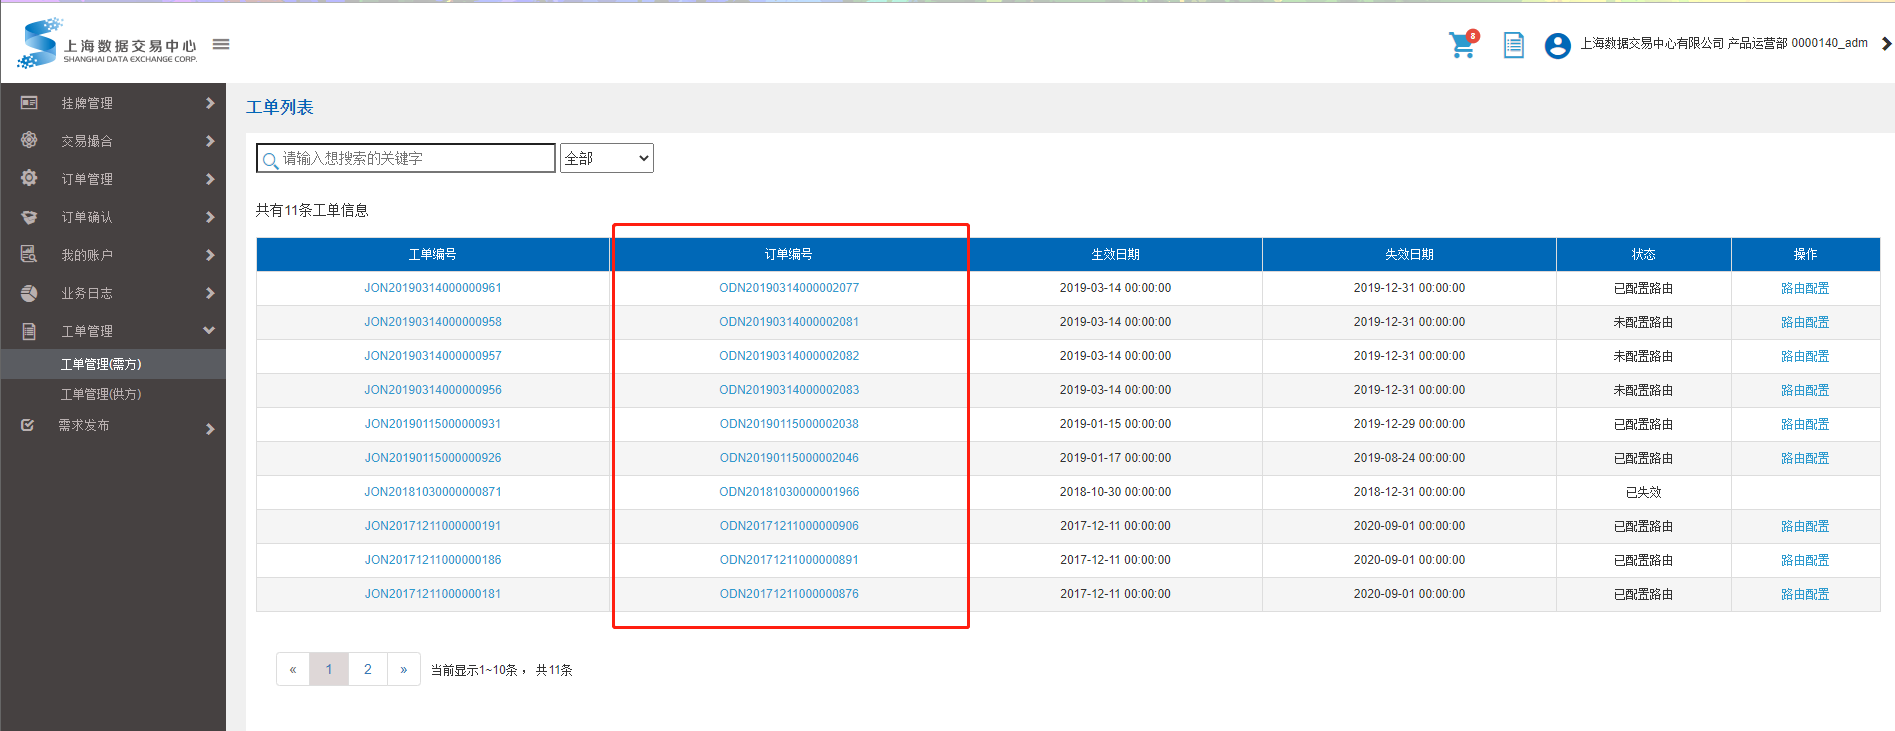 上海数据交易中心
SHANGHAI DATA EXCHANGE CORP.
8
上海数据交易中心有限公司 产品运营部 0000140_adm
挂牌管理
交易撮合
订单管理
订单确认
我的账户
业务日志
工单管理
工单管理(需方)
工单管理(供方)
需求发布
工单列表
请输入想搜索的关键字
全部
共有11条工单信息
工单编号 订单编号 生效日期 失效日期 状态 操作
JON20190314000000961 ODN20190314000002077 2019-03-14 00:00:00 2019-12-31 00:00:00 已配置路由 路由配置
JON20190314000000958 ODN20190314000002081 2019-03-14 00:00:00 2019-12-31 00:00:00 未配置路由 路由配置
JON20190314000000957 ODN20190314000002082 2019-03-14 00:00:00 2019-12-31 00:00:00 未配置路由 路由配置
JON20190314000000956 ODN20190314000002083 2019-03-14 00:00:00 2019-12-31 00:00:00 未配置路由 路由配置
JON20190115000000931 ODN20190115000002038 2019-01-15 00:00:00 2019-12-29 00:00:00 已配置路由 路由配置
JON20190115000000926 ODN20190115000002046 2019-01-17 00:00:00 2019-08-24 00:00:00 已配置路由 路由配置
JON20181030000000871 ODN20181030000001966 2018-10-30 00:00:00 2018-12-31 00:00:00 已失效
JON20171211000000191 ODN20171211000000906 2017-12-11 00:00:00 2020-09-01 00:00:00 已配置路由 路由配置
JON20171211000000186 ODN20171211000000891 2017-12-11 00:00:00 2020-09-01 00:00:00 已配置路由 路由配置
JON20171211000000181 ODN20171211000000876 2017-12-11 00:00:00 2020-09-01 00:00:00 已配置路由 路由配置
« 1 2 » 当前显示1~10条 ， 共11条